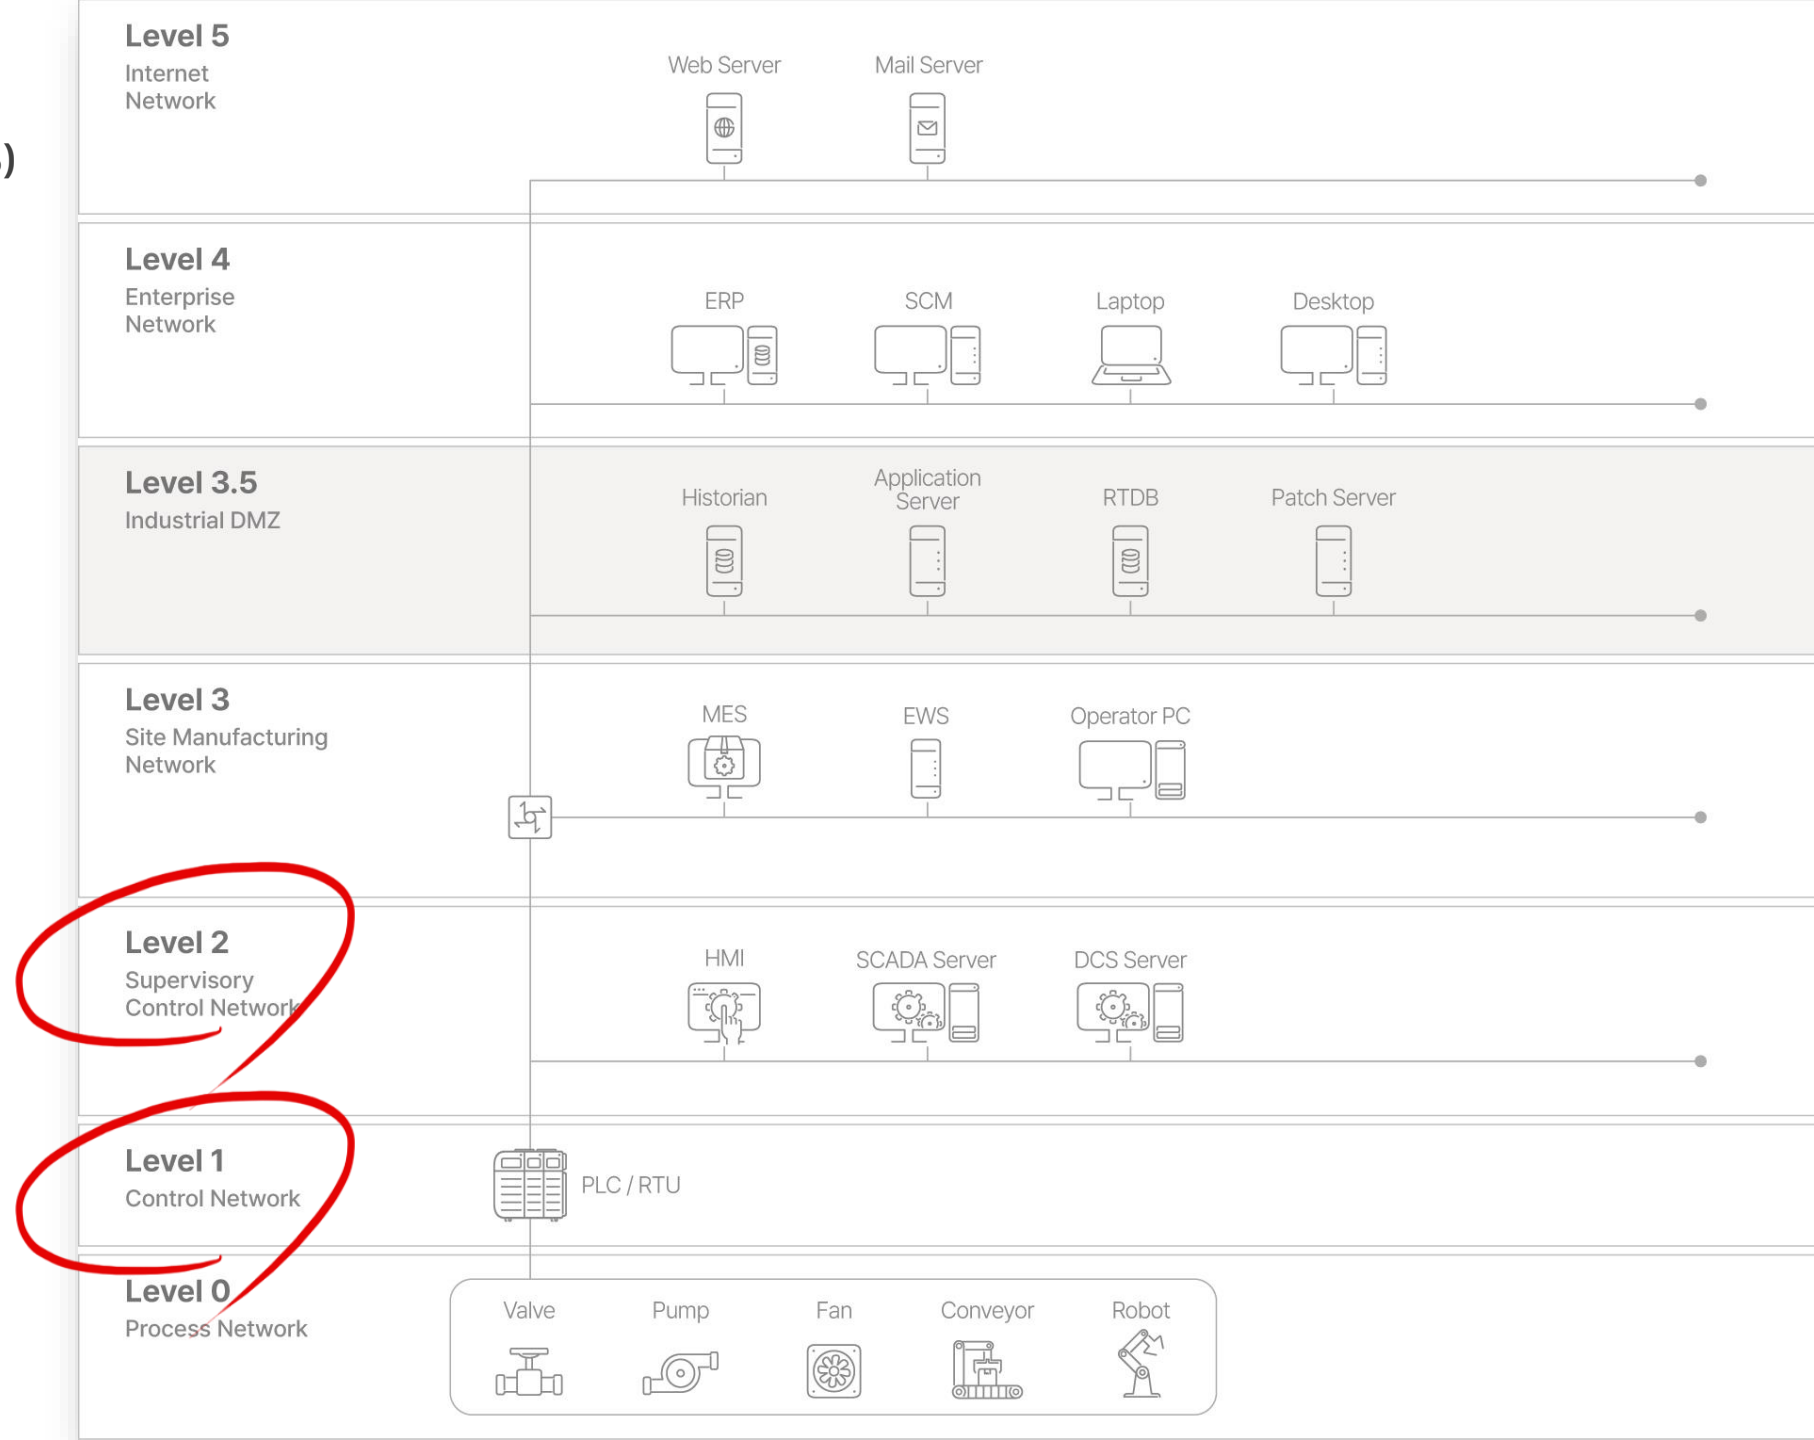 Level 5
Internet
Network
Web Server
Mail Server
)
Level 4
Enterprise
Network
ERP
SCM
Laptop
Desktop
Level 3.5
Industrial DMZ
Historian
Application
Server
RTDB
Patch Server
Level 3
Site Manufacturing
Network
MES
EWS
Operator PC
Level 2
Supervisory
Control Network
HMI
SCADA Server
DCS Server
Level 1
Control Network
PLC / RTU
Level 0
Process Network
Valve
Pump
Fan
Conveyor
Robot